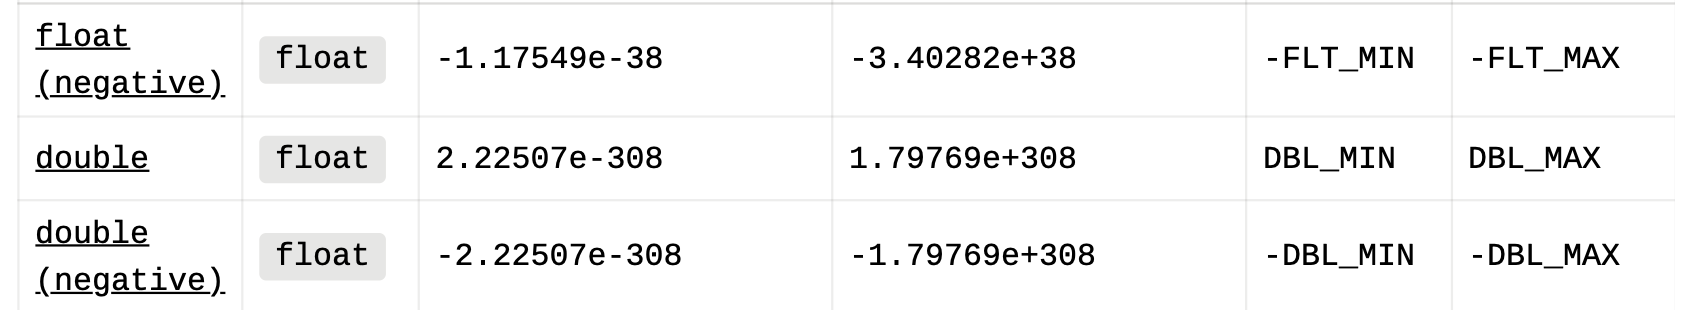 float
(negative)
float
-1.17549e-38
-3.40282e+38
-FLT_MIN
-FLT_MAX
double
float
2.22507e-308
1.79769e+308
DBL_MIN
DBL_MAX
double
(negative)
float
-2.22507e-308
-1.79769e+308
-DBL_MIN
-DBL_MAX